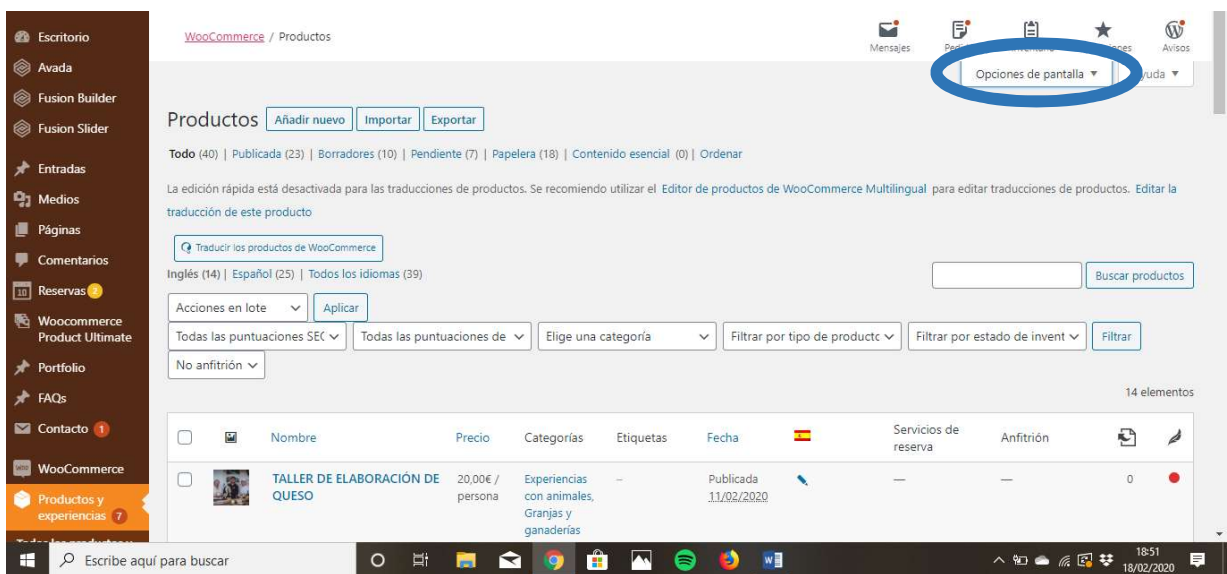 Escritorio
Avada
Fusion Builder
Fusion Slider
Entradas
Medios
Páginas
Comentarios
10
Reservas 2
Woocommerce
Product Ultimate
Portfolio
FAQs
Contacto 1
WooCommerce
Productos y
experiencias 7
WooCommerce / Productos
Mensajes
Avisos
Opciones de pantalla ▼
Productos Añadir nuevo Importar Exportar
Todo (40) | Publicada (23) | Borradores (10) | Pendiente (7) | Papelera (18) | Contenido esencial (0) | Ordenar
La edición rápida está desactivada para las traducciones de productos. Se recomiendo utilizar el Editor de productos de WooCommerce Multilingual para editar traducciones de productos. Editar la
traducción de este producto
Traducir los productos de WooCommerce
Inglés (14) | Español (25) | Todos los idiomas (39)
Buscar productos
Acciones en lote Aplicar
Todas las puntuaciones SEO Todas las puntuaciones de Elige una categoría Filtrar por tipo de producto Filtrar por estado de invent Filtrar
No anfitrión
14 elementos
Nombre Precio Categorías Etiquetas Fecha Servicios de Anfitrión
reserva
TALLER DE ELABORACIÓN DE 20,00€ / Experiencias – Publicada — — 0
QUESO persona con animales, 11/02/2020
Granjas y
ganaderías
Escribe aquí para buscar
18:51
18/02/2020